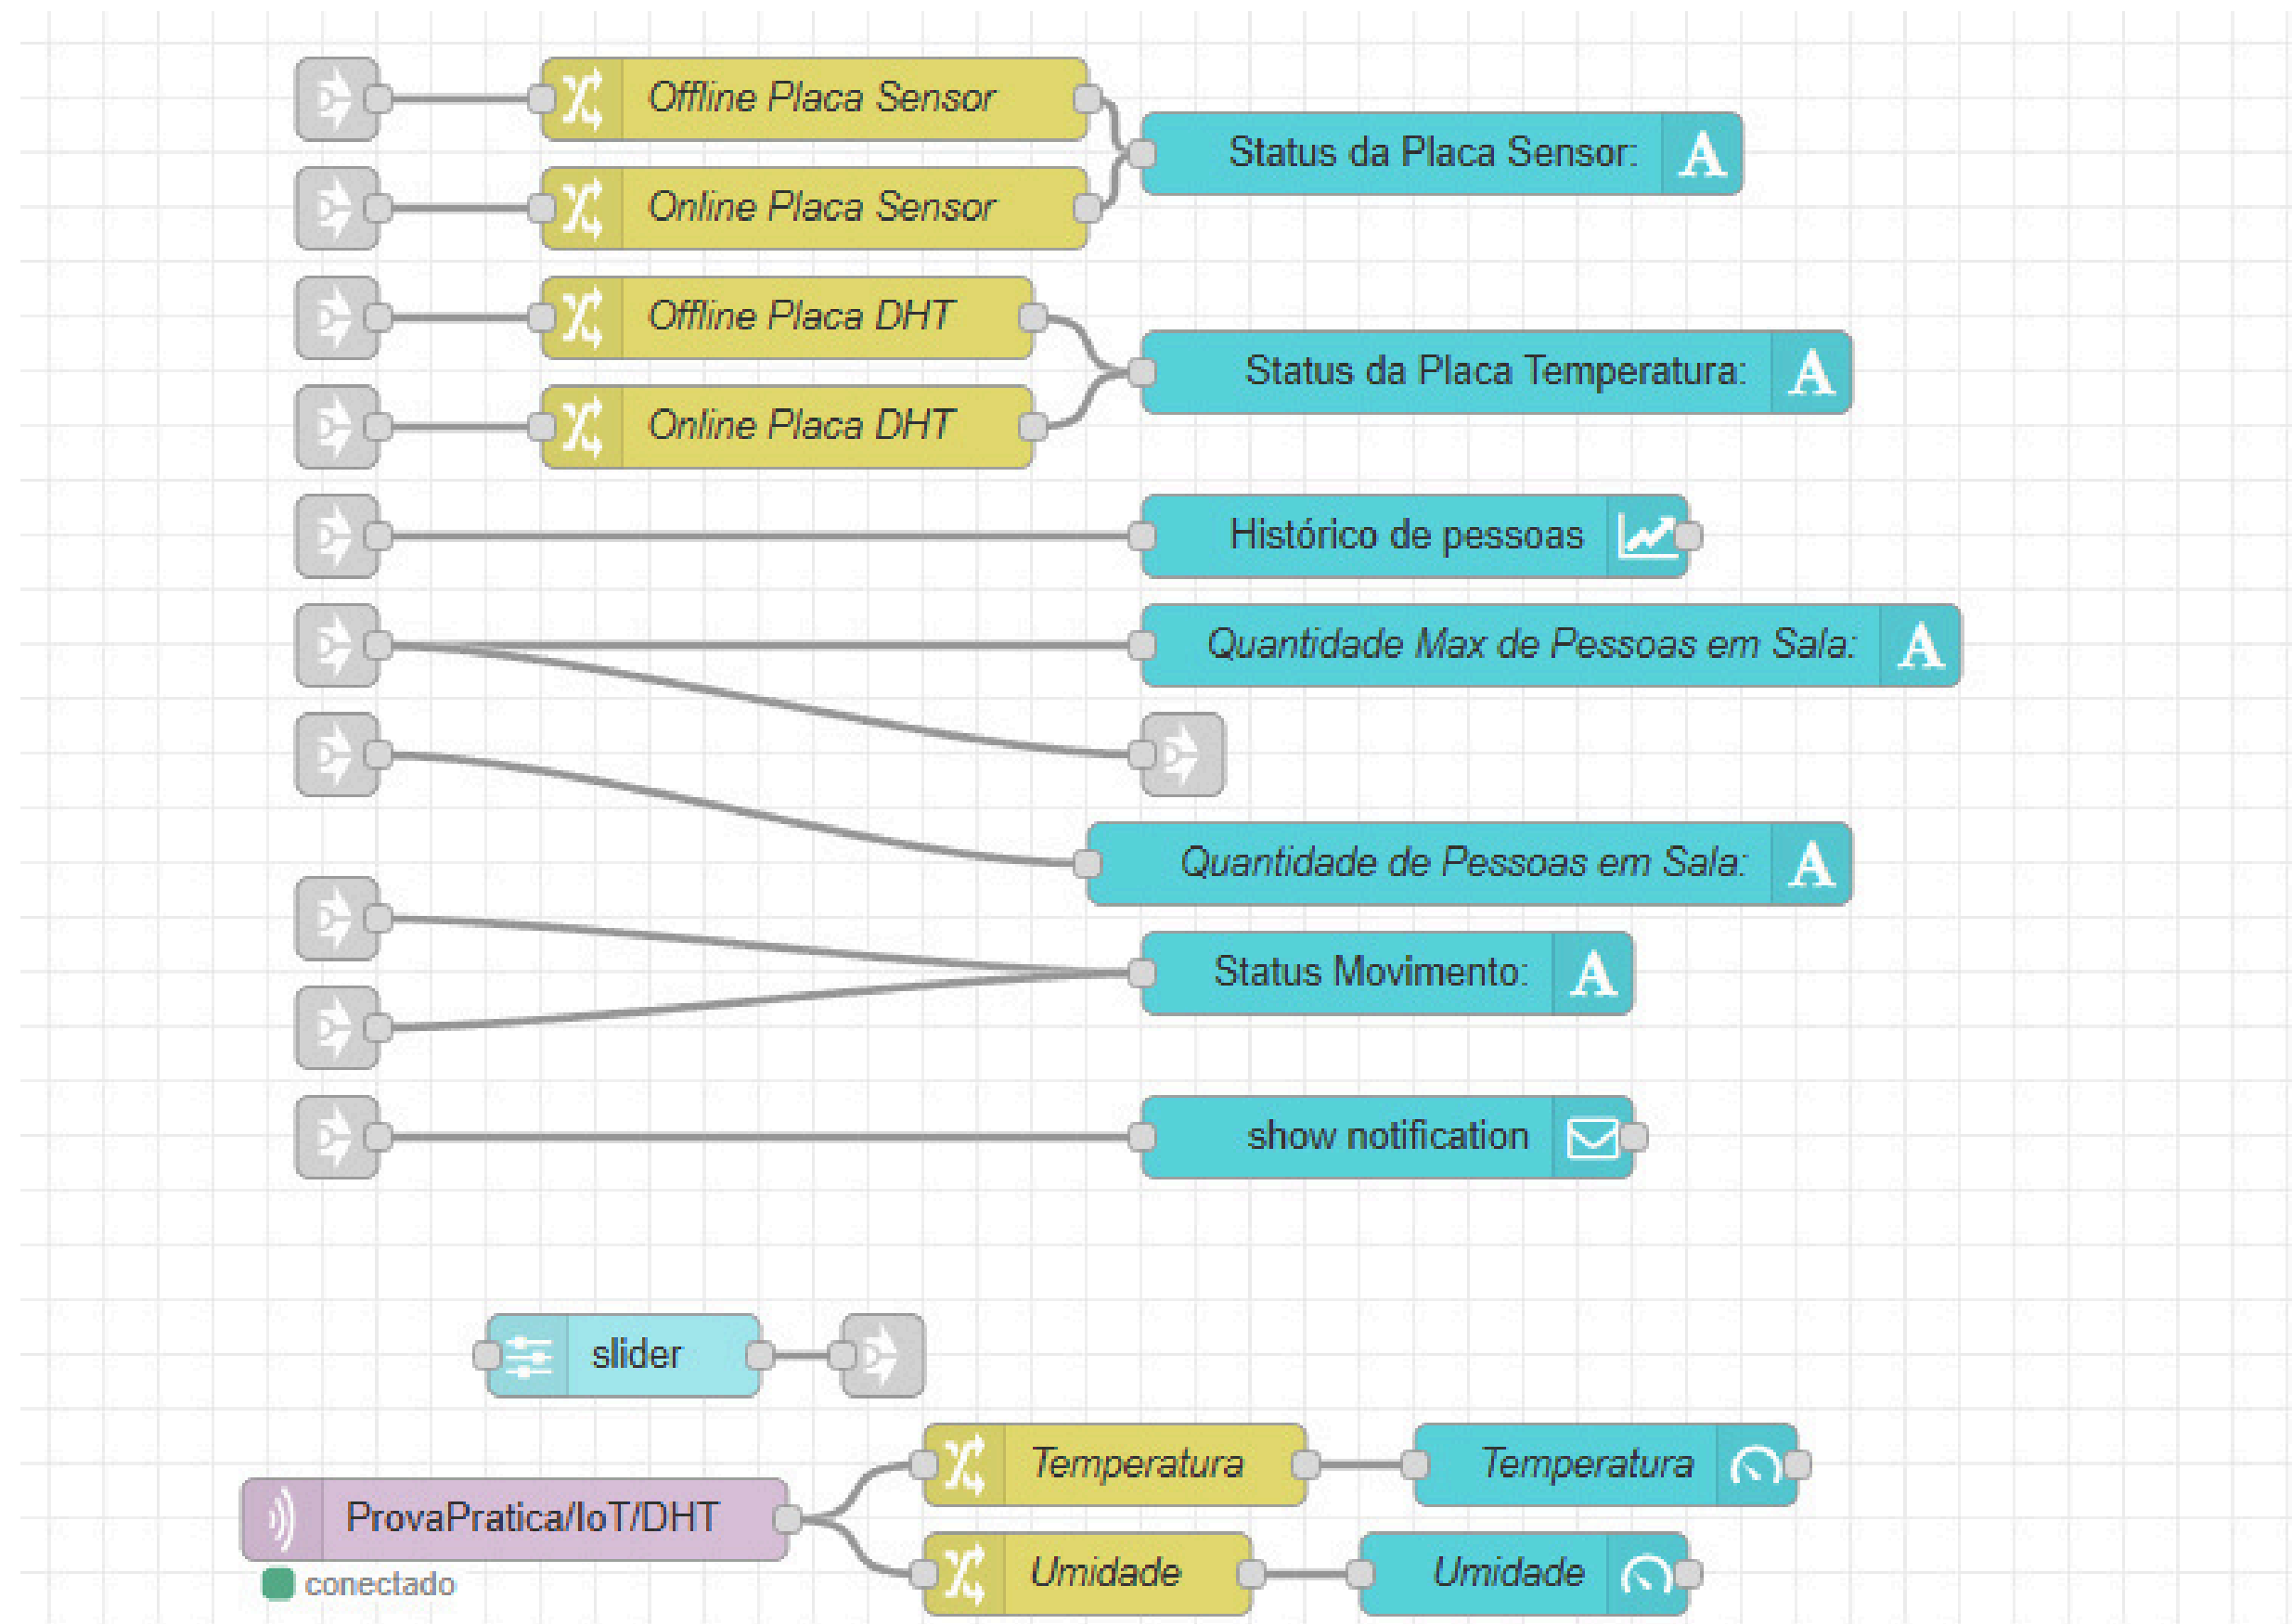 Offline Placa Sensor
Status da Placa Sensor:
Online Placa Sensor
Offline Placa DHT
Status da Placa Temperatura:
Online Placa DHT
Histórico de pessoas
Quantidade Max de Pessoas em Sala:
Quantidade de Pessoas em Sala:
Status Movimento:
show notification
slider
Temperatura
Temperatura
ProvaPratica/IoT/DHT
Umidade
Umidade
conectado